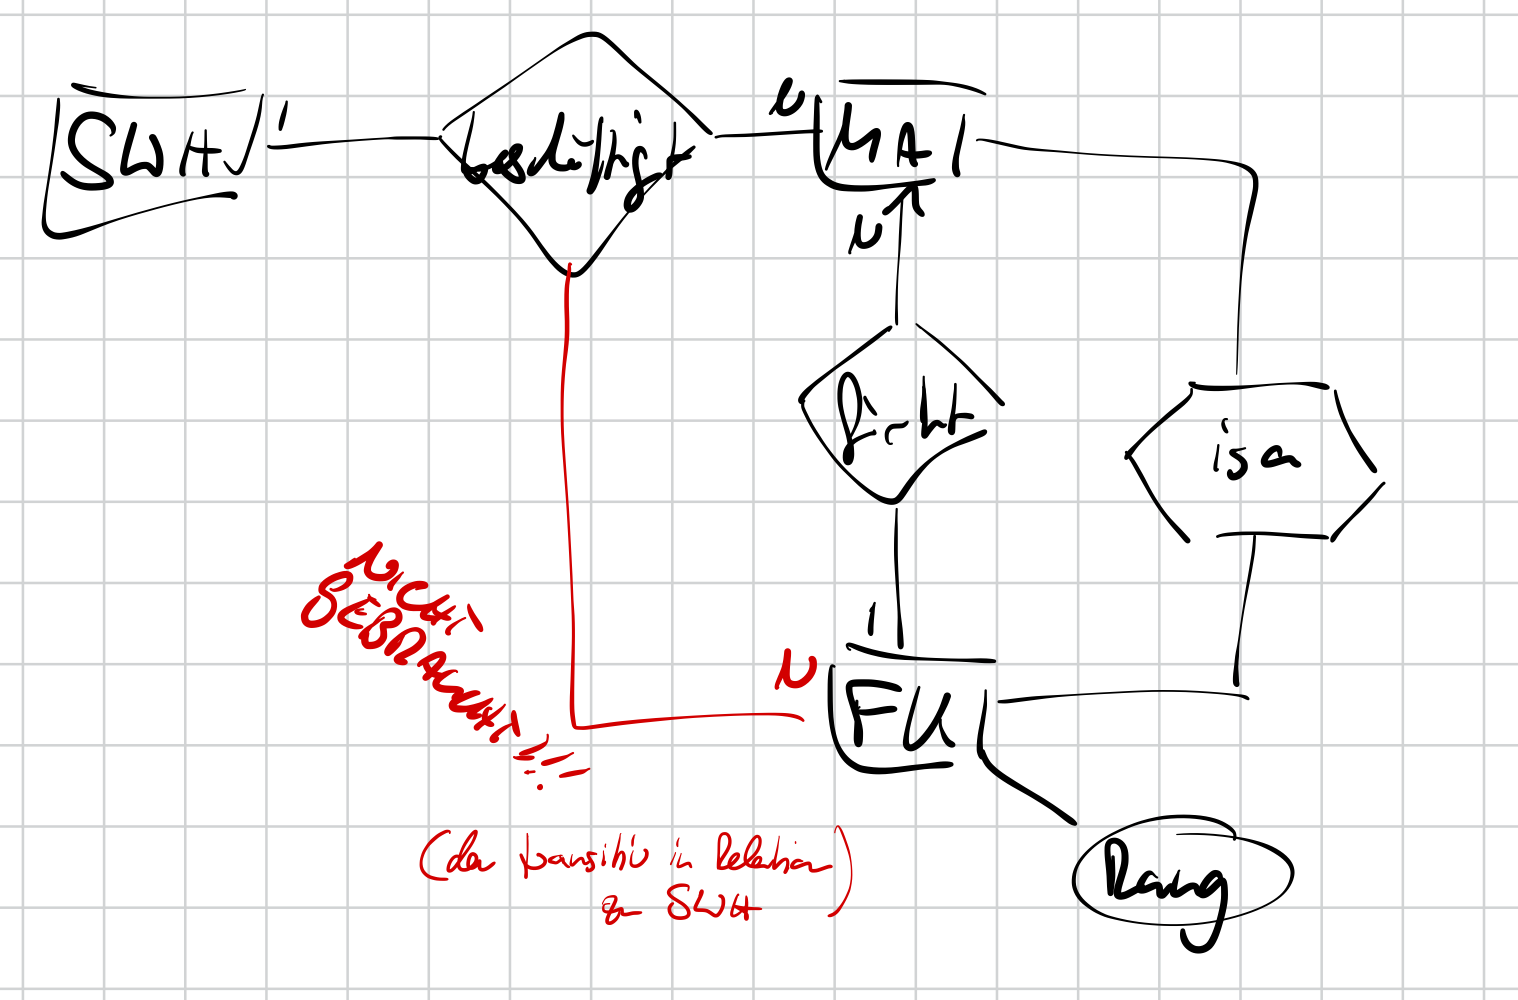 SWH
1
beschäftigt
N
MA
N
führt
isa
1
N
FK
NICHT
GEBRAUCHT!!!
Rang
(da transitiv in Relation
zu SWH)